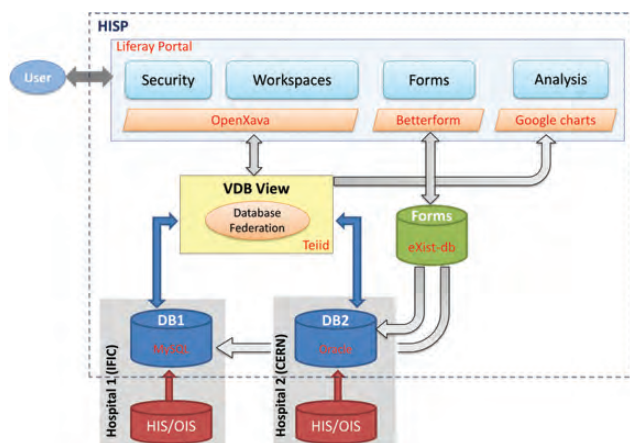 HISP
Liferay Portal
User
Security
Workspaces
Forms
Analysis
OpenXava
Betterform
Google charts
VDB View
Database
Federation
Teiid
Forms
eXist-db
DB1
MySQL
DB2
Oracle
Hospital 1 (IFIC)
Hospital 2 (CERN)
HIS/OIS
HIS/OIS